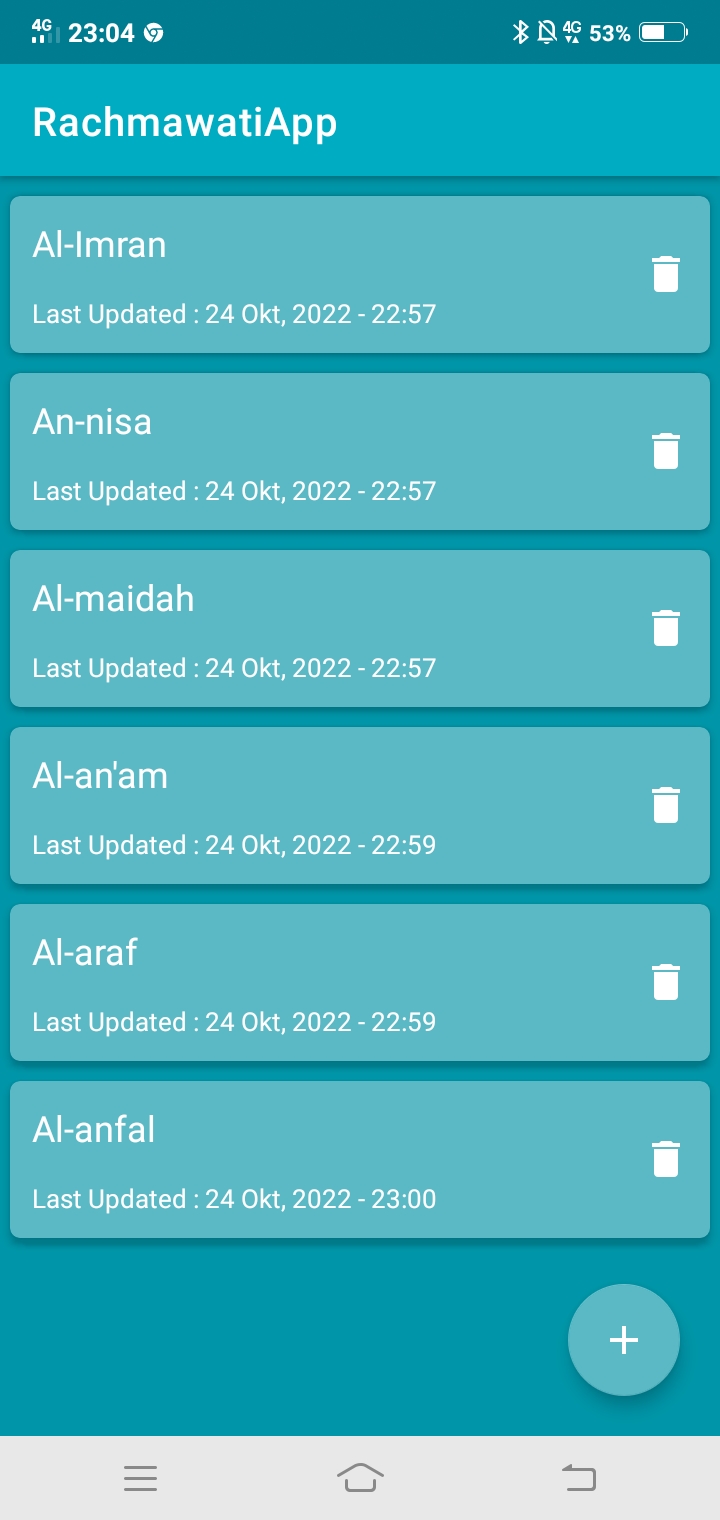 4G 23:04 4G 53%
RachmawatiApp
Al-Imran
Last Updated : 24 Okt, 2022 - 22:57
An-nisa
Last Updated : 24 Okt, 2022 - 22:57
Al-maidah
Last Updated : 24 Okt, 2022 - 22:57
Al-an'am
Last Updated : 24 Okt, 2022 - 22:59
Al-araf
Last Updated : 24 Okt, 2022 - 22:59
Al-anfal
Last Updated : 24 Okt, 2022 - 23:00